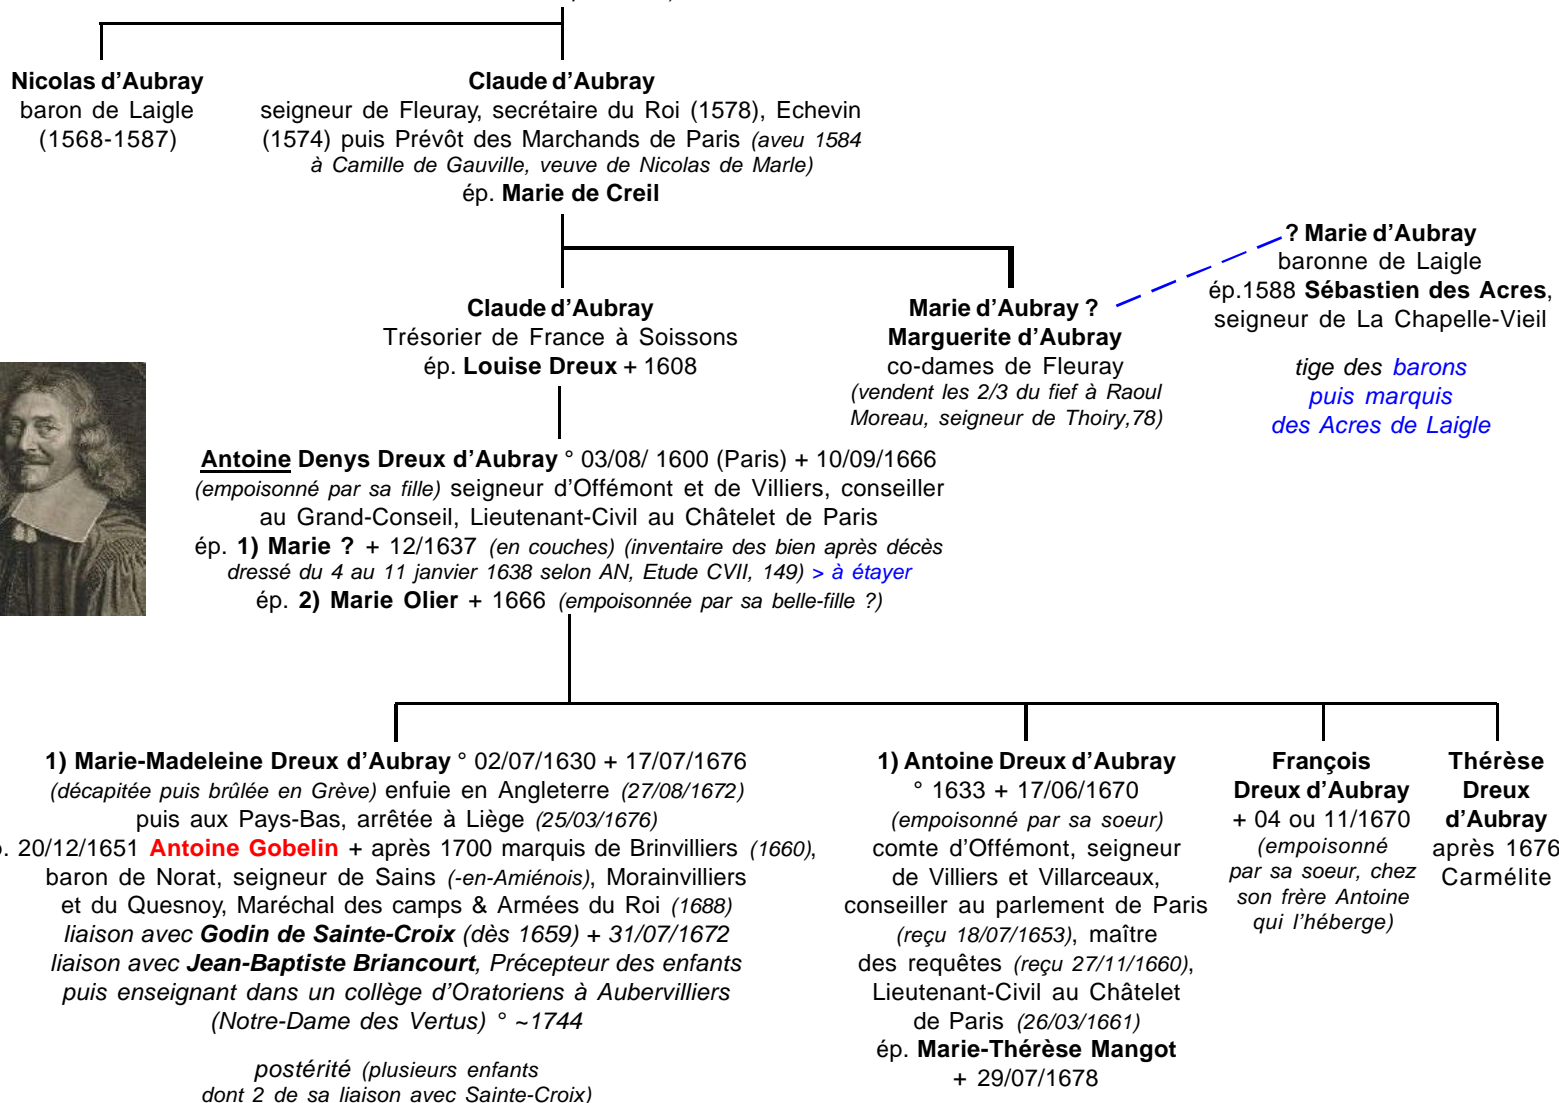 Nicolas d'Aubray
baron de Laigle
(1568-1587)
Claude d'Aubray
seigneur de Fleuray, secrétaire du Roi (1578), Echevin
(1574) puis Prévôt des Marchands de Paris (aveu 1584
à Camille de Gauville, veuve de Nicolas de Marle)
ép. Marie de Creil
Claude d'Aubray
Trésorier de France à Soissons
ép. Louise Dreux + 1608
Marie d'Aubray ?
Marguerite d'Aubray
co-dames de Fleuray
(vendent les 2/3 du fief à Raoul
Moreau, seigneur de Thoiry,78)
? Marie d'Aubray
baronne de Laigle
ép.1588 Sébastien des Acres,
seigneur de La Chapelle-Vieil
tige des barons
puis marquis
des Acres de Laigle
Antoine Denys Dreux d'Aubray ° 03/08/ 1600 (Paris) + 10/09/1666
(empoisonné par sa fille) seigneur d'Offémont et de Villiers, conseiller
au Grand-Conseil, Lieutenant-Civil au Châtelet de Paris
ép. 1) Marie ? + 12/1637 (en couches) (inventaire des bien après décès
dressé du 4 au 11 janvier 1638 selon AN, Etude CVII, 149) > à étayer
ép. 2) Marie Olier + 1666 (empoisonnée par sa belle-fille ?)
1) Marie-Madeleine Dreux d'Aubray ° 02/07/1630 + 17/07/1676
(décapitée puis brûlée en Grève) enfuie en Angleterre (27/08/1672)
puis aux Pays-Bas, arrêtée à Liège (25/03/1676)
. 20/12/1651 Antoine Gobelin + après 1700 marquis de Brinvilliers (1660),
baron de Norat, seigneur de Sains (-en-Amiénois), Morainvilliers
et du Quesnoy, Maréchal des camps & Armées du Roi (1688)
liaison avec Godin de Sainte-Croix (dès 1659) + 31/07/1672
liaison avec Jean-Baptiste Briancourt, Précepteur des enfants
puis enseignant dans un collège d'Oratoriens à Aubervilliers
(Notre-Dame des Vertus) ° ~1744
postérité (plusieurs enfants
dont 2 de sa liaison avec Sainte-Croix)
1) Antoine Dreux d'Aubray
° 1633 + 17/06/1670
(empoisonné par sa soeur)
comte d'Offémont, seigneur
de Villiers et Villarceaux,
conseiller au parlement de Paris
(reçu 18/07/1653), maître
des requêtes (reçu 27/11/1660),
Lieutenant-Civil au Châtelet
de Paris (26/03/1661)
ép. Marie-Thérèse Mangot
+ 29/07/1678
François
Dreux d'Aubray
+ 04 ou 11/1670
(empoisonné
par sa soeur, chez
son frère Antoine
qui l'héberge)
Thérèse
Dreux
d'Aubray
après 1676
Carmélite